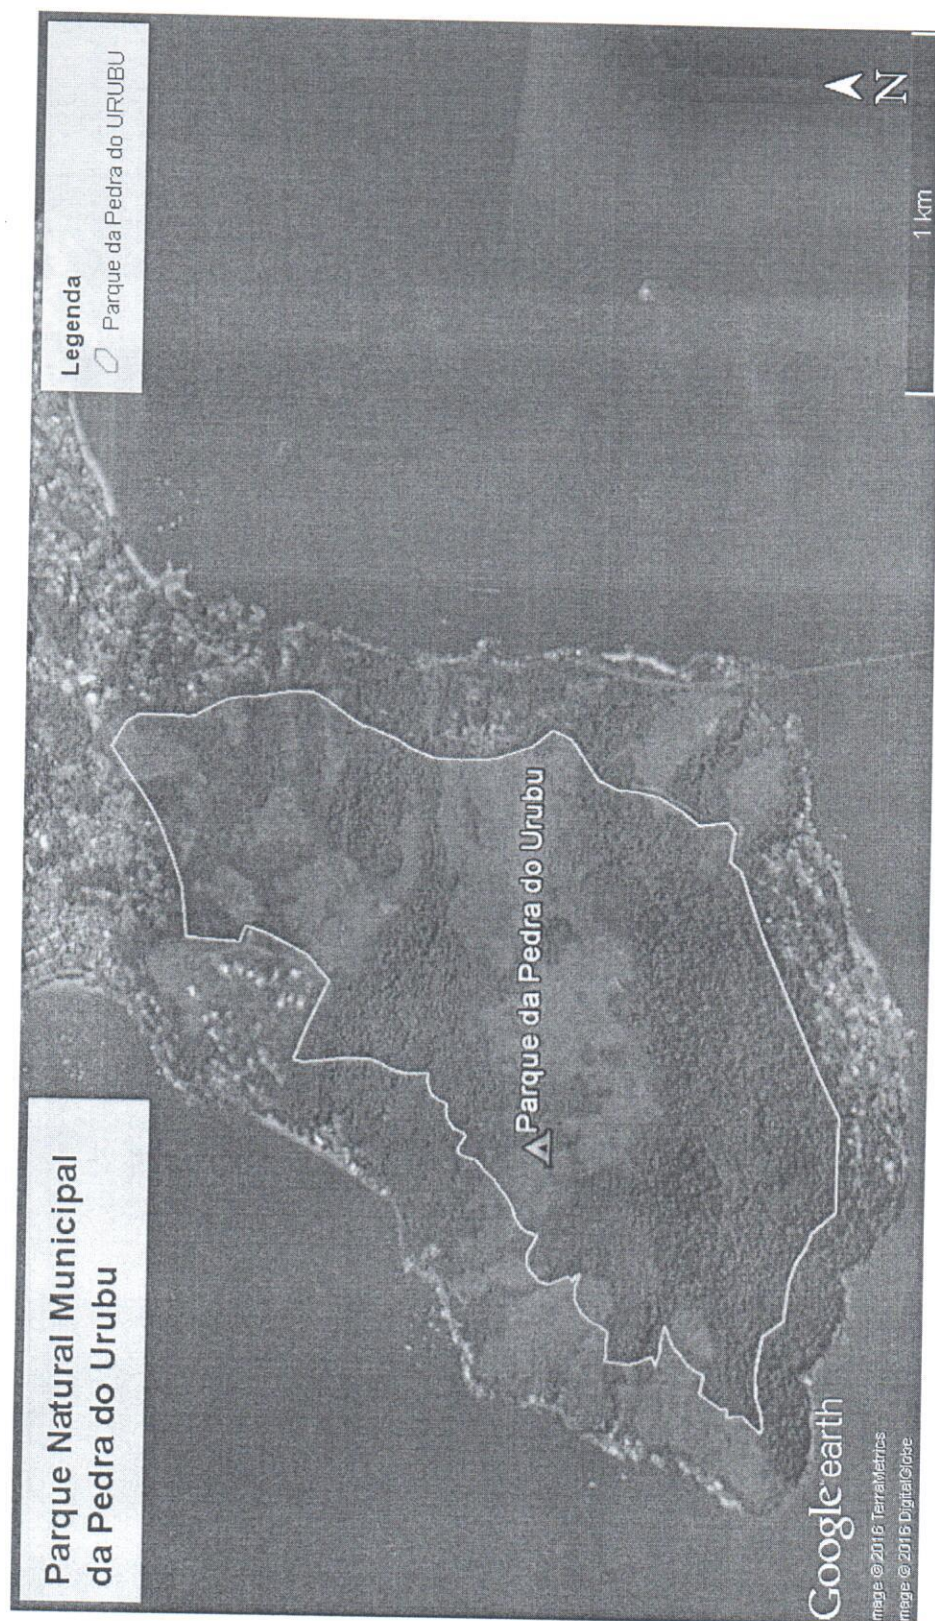 Parque Natural Municipal
da Pedra do Urubu
Legenda
Parque da Pedra do URUBU
Parque da Pedra do Urubu
Google earth
Image © 2016 TerraMetrics
Image © 2016 DigitalGlobe
N
1 km